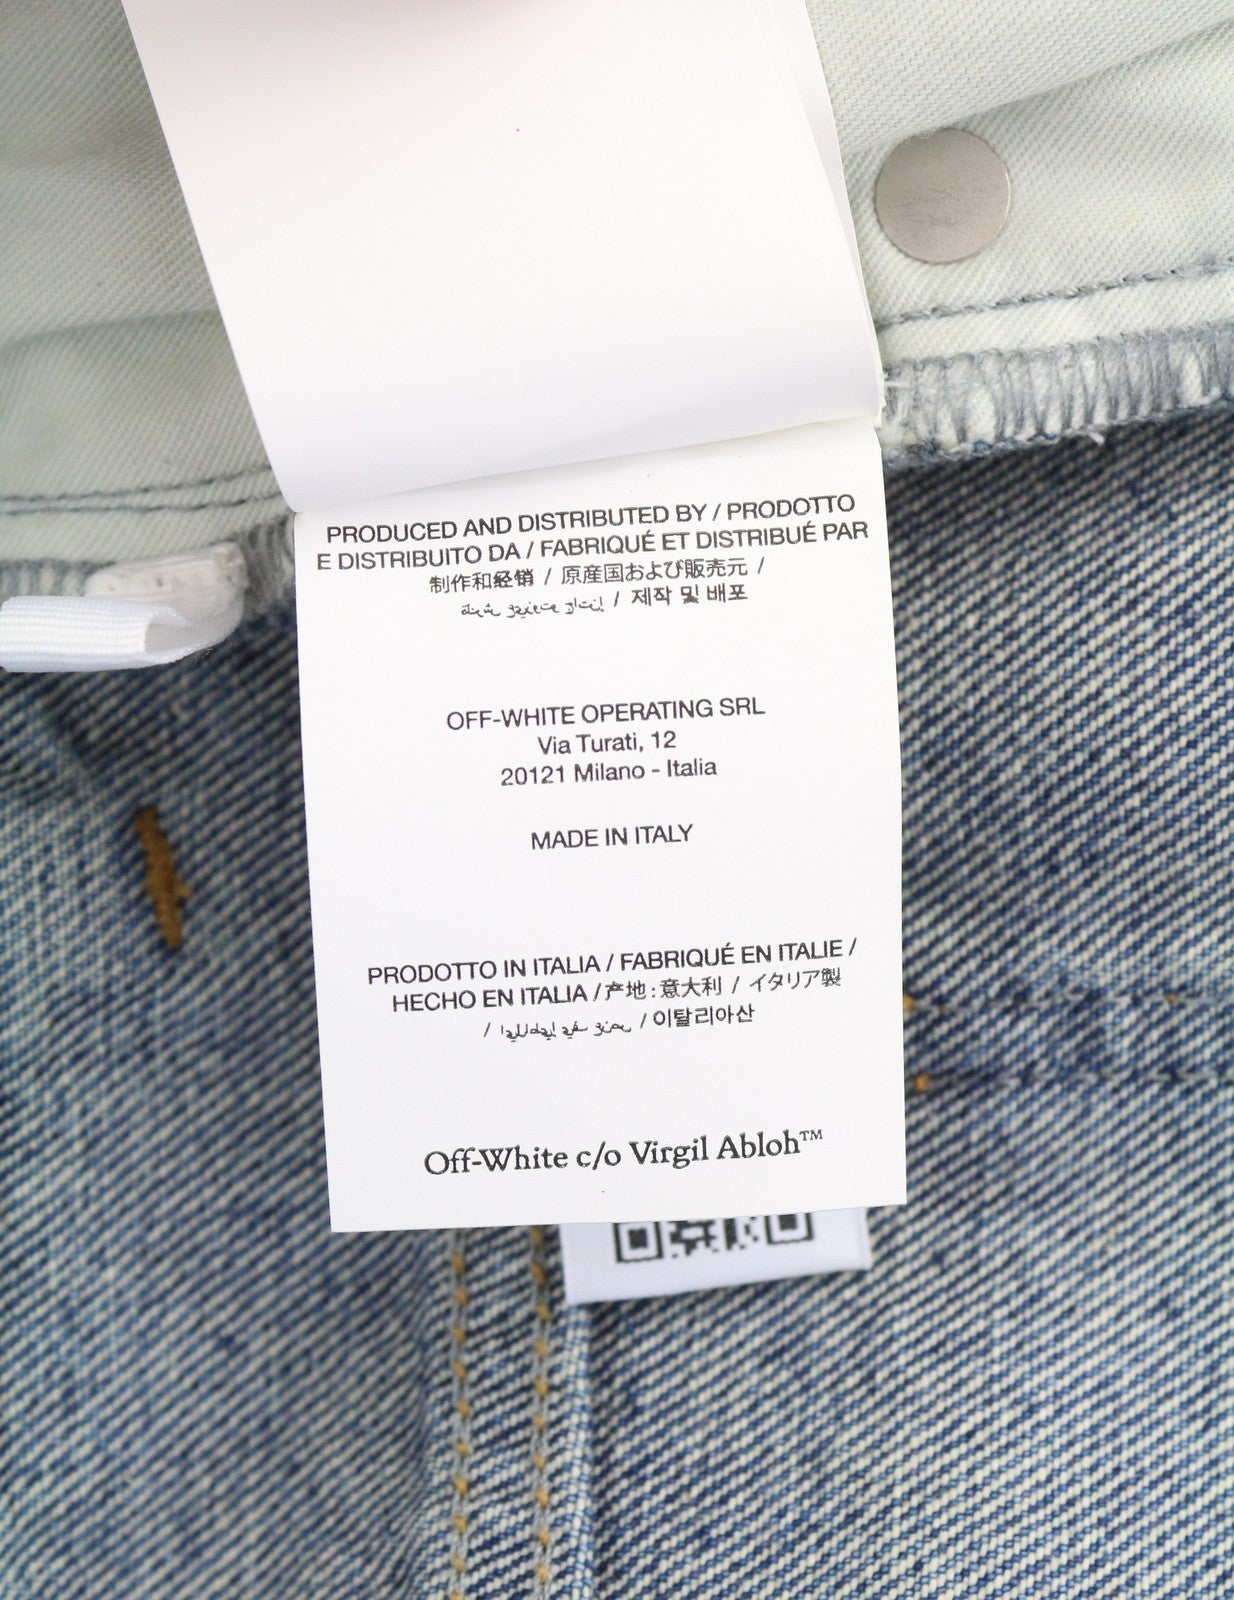 PRODUCED AND DISTRIBUTED BY / PRODOTTO
E DISTRIBUITO DA / FABRIQUÉ ET DISTRIBUÉ PAR
制作和经销 / 原産国および販売元 /
/ 제작 및 배포
OFF-WHITE OPERATING SRL
Via Turati, 12
20121 Milano - Italia
MADE IN ITALY
PRODOTTO IN ITALIA / FABRIQUÉ EN ITALIE /
HECHO EN ITALIA / 产地 : 意大利 / イタリア製
/ / 이탈리아산
Off-White c/o Virgil Abloh™